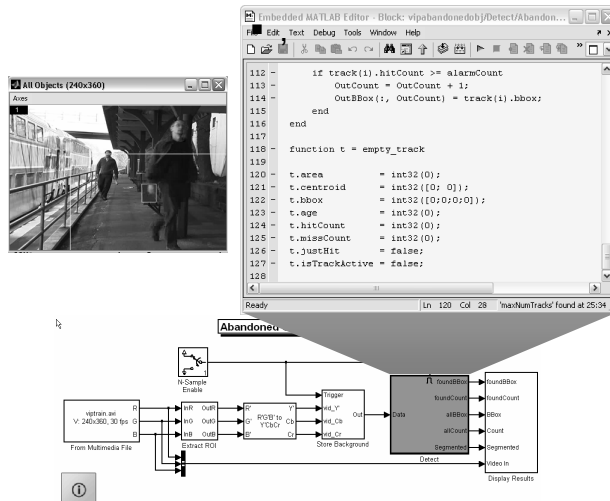 Embedded MATLAB Editor - Block: vipabandonedobj/Detect/Abandon...
Edit Text Debug Tools Window Help
112 - if track(i).hitCount >= alarmCount
113 - OutCount = OutCount + 1;
114 - OutBBox(:, OutCount) = track(i).bbox;
115 end
116 end
117
118 - function t = empty_track
119
120 - t.area = int32(0);
121 - t.centroid = int32([0; 0]);
122 - t.bbox = int32([0;0;0;0]);
123 - t.age = int32(0);
124 - t.hitCount = int32(0);
125 - t.missCount = int32(0);
126 - t.justHit = false;
127 - t.isTrackActive = false;
128
Ready Ln 120 Col 28 'maxNumTracks' found at 25:34
All Objects (240x360)
Axes
1
Abandoned
N-Sample
Enable
1
viptrain.avi
V: 240x360, 30 fps
R
G
B
From Multimedia File
InR OutR
InG OutG
InB OutB
Extract ROI
R' Y'
G' R'G'B' to Cb
B' Y'CbCr Cr
Trigger
vid_Y'
vid_Cb Out
vid_Cr
Store Background
Data
foundBBox
foundCount
allBBox
allCount
Segmented
Detect
foundBBox
foundCount
BBox
Count
Segmented
Video In
Display Results